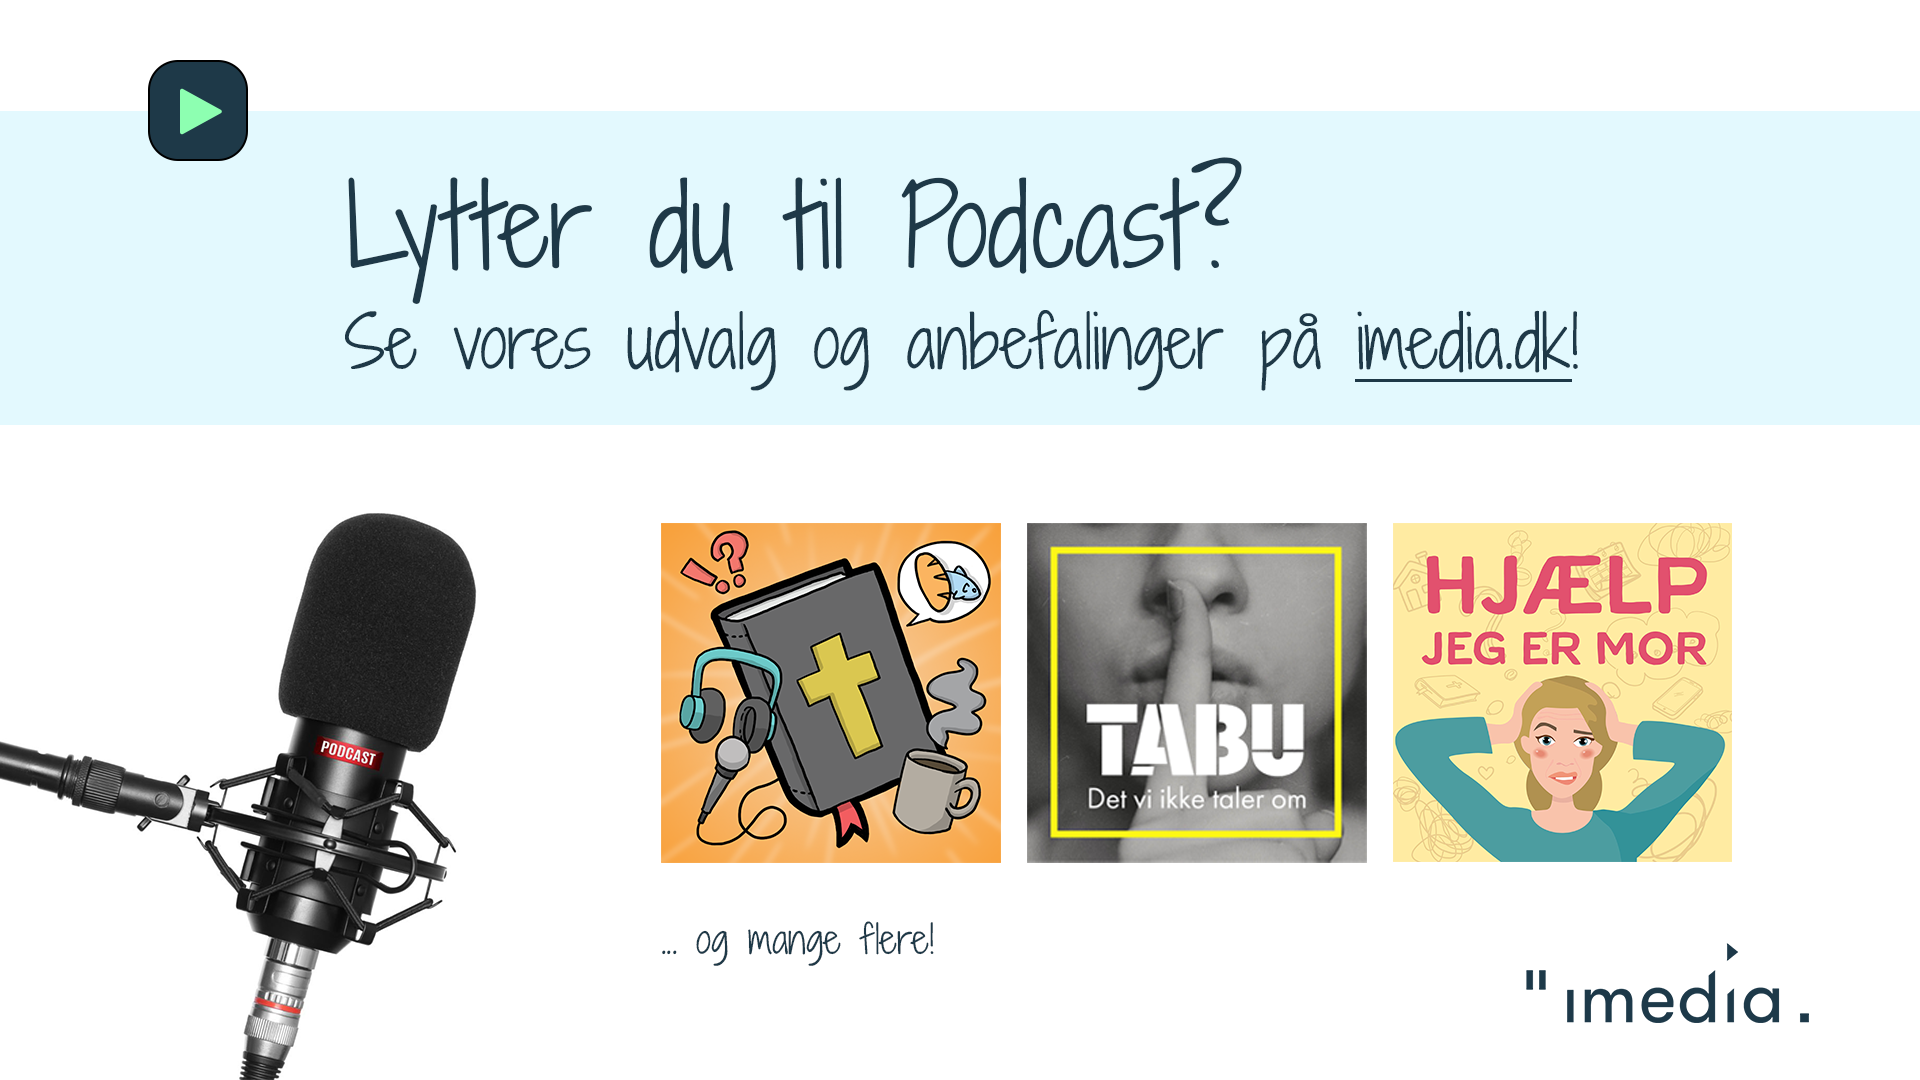 Lytter du til Podcast?
Se vores udvalg og anbefalinger på imedia.dk!
PODCAST
!?
TABU
Det vi ikke taler om
HJÆLP
JEG ER MOR
... og mange flere!
" imedia .